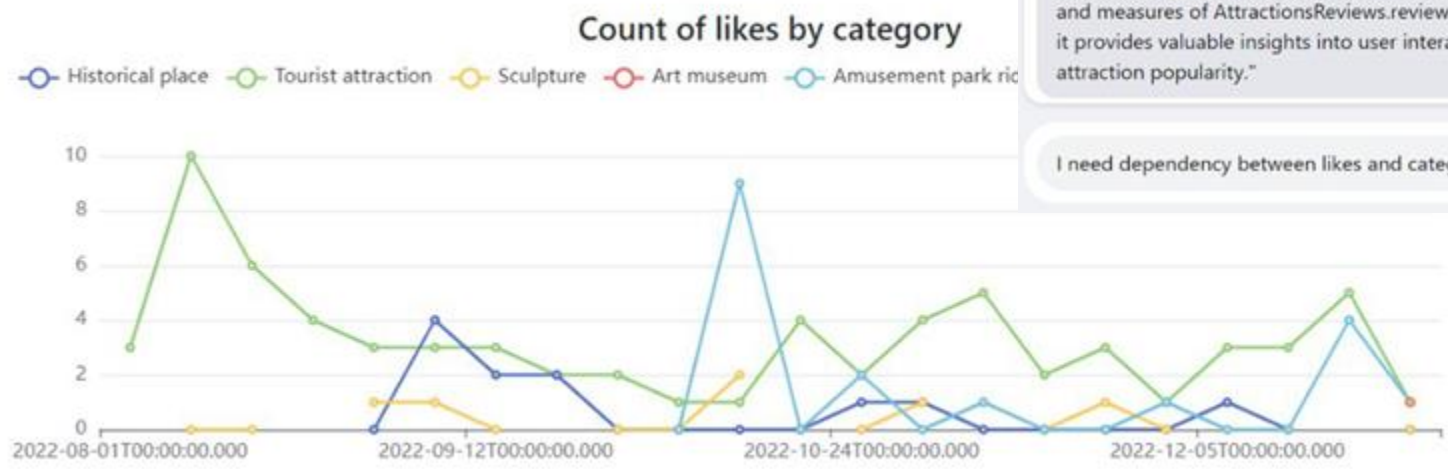 Count of likes by category
Historical place Tourist attraction Sculpture Art museum Amusement park
10
8
6
4
2
0
2022-08-01T00:00:00.000 2022-09-12T00:00:00.000 2022-10-24T00:00:00.000 2022-12-05T00:00:00.000
and measures of AttractionsReviews.review
it provides valuable insights into user
attraction popularity."
I need dependency between likes and